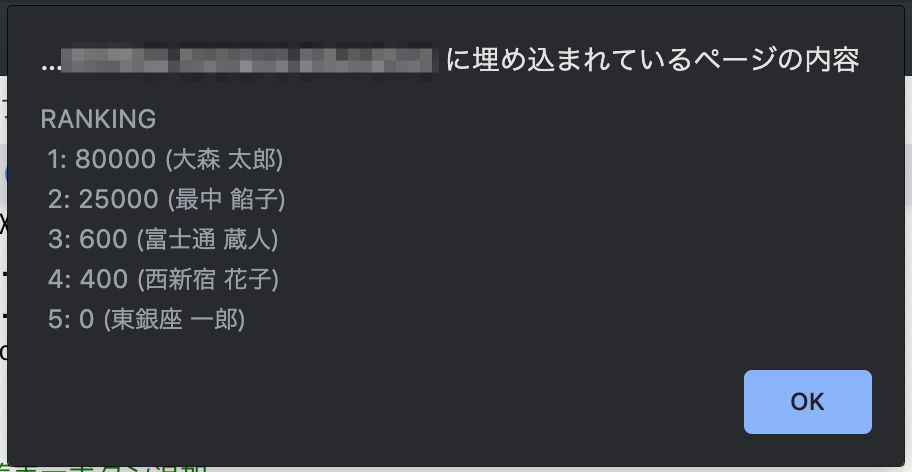 に埋め込まれているページの内容
RANKING
1: 80000 (大森 太郎)
2: 25000 (最中 餡子)
3: 600 (富士通 蔵人)
4: 400 (西新宿 花子)
5: 0 (東銀座 一郎)
OK